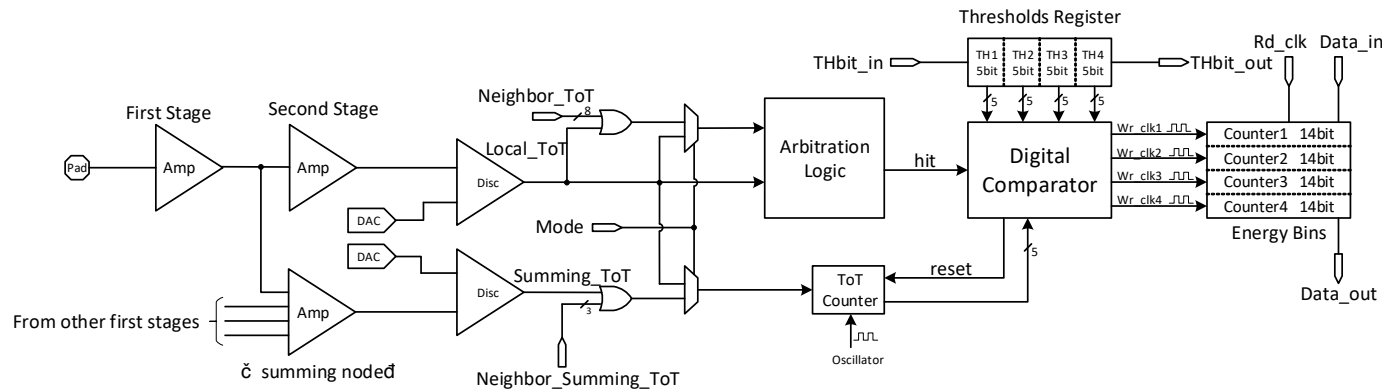 Thresholds Register
Rd_clk Data_in
THbit_in
TH1 TH2 TH3 TH4
5bit 5bit 5bit 5bit
THbit_out
5 5 5 5
First Stage
Second Stage
Neighbor_ToT
8
Pad
Amp
Amp
Local_ToT
Disc
DAC
Arbitration
Logic
hit
Digital
Comparator
Wr_clk1
Wr_clk2
Wr_clk3
Wr_clk4
Counter1 14bit
Counter2 14bit
Counter3 14bit
Counter4 14bit
Energy Bins
Mode
DAC
Summing_ToT
Disc
3
ToT
Counter
reset
5
Data_out
From other first stages
Amp
Oscillator
č summing nodeđ
Neighbor_Summing_ToT